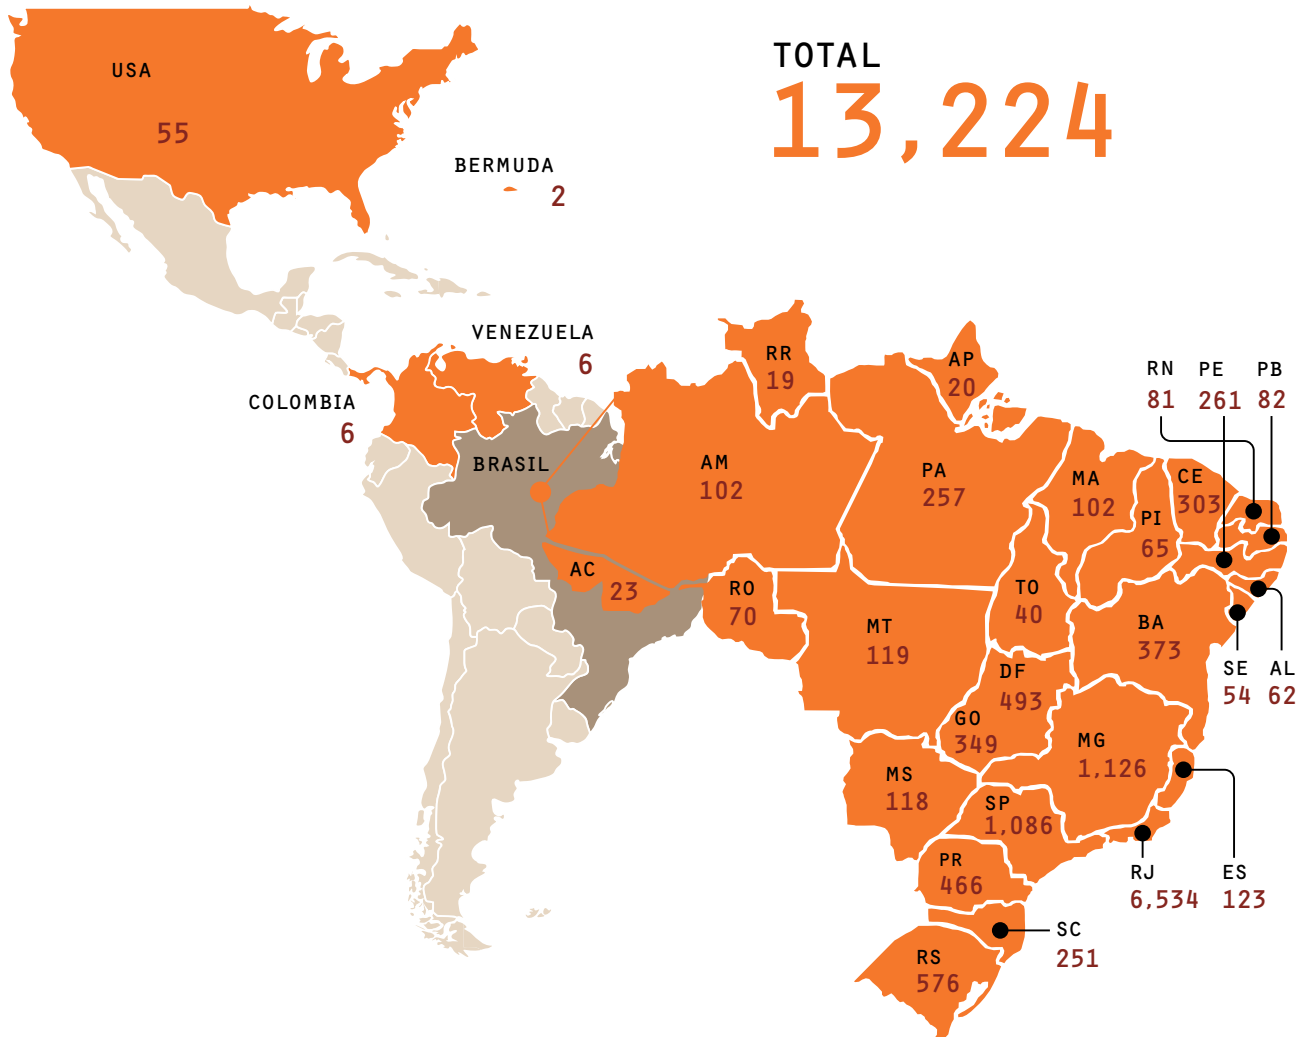 TOTAL
13,224
USA
55
BERMUDA
2
VENEZUELA
6
COLOMBIA
6
BRASIL
RR
19
AP
20
RN
81
PE
261
PB
82
AM
102
PA
257
MA
102
CE
303
PI
65
AC
23
RO
70
TO
40
MT
119
BA
373
SE
54
AL
62
DF
493
GO
349
MG
1,126
MS
118
SP
1,086
PR
466
RJ
6,534
ES
123
SC
251
RS
576